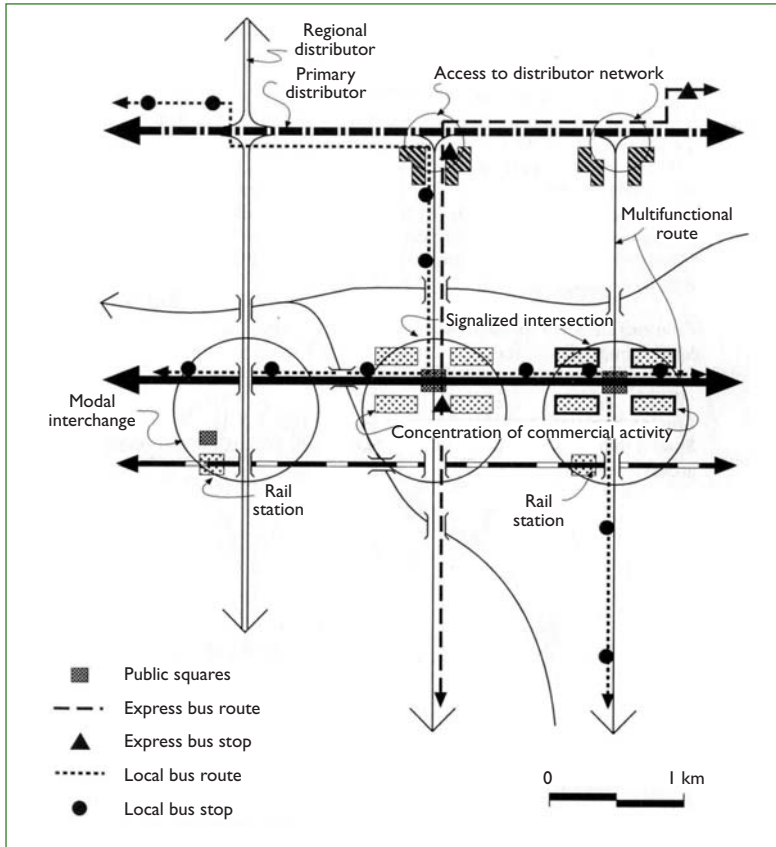 Regional
distributor
Primary
distributor
Access to distributor network
Multifunctional
route
Signalized intersection
Modal
interchange
Concentration of commercial activity
Rail
station
Rail
station
Public squares
Express bus route
Express bus stop
Local bus route
Local bus stop
0 1 km